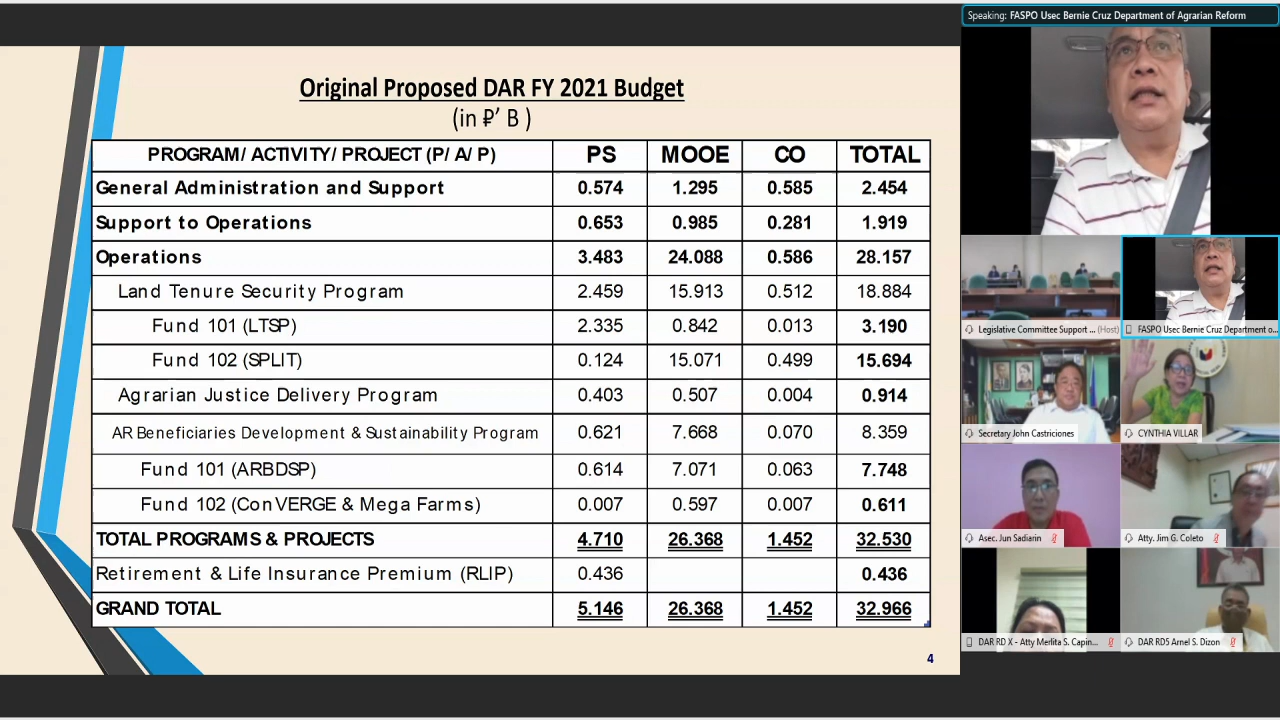 Speaking: FASPO Usec Bernie Cruz Department of Agrarian Reform
Original Proposed DAR FY 2021 Budget
(in ₽' B )
PROGRAM/ ACTIVITY/ PROJECT (P/ A/ P) PS MOOE CO TOTAL
General Administration and Support 0.574 1.295 0.585 2.454
Support to Operations 0.653 0.985 0.281 1.919
Operations 3.483 24.088 0.586 28.157
Land Tenure Security Program 2.459 15.913 0.512 18.884
Fund 101 (LTSP) 2.335 0.842 0.013 3.190
Fund 102 (SPLIT) 0.124 15.071 0.499 15.694
Agrarian Justice Delivery Program 0.403 0.507 0.004 0.914
AR Beneficiaries Development & Sustainability Program 0.621 7.668 0.070 8.359
Fund 101 (ARBDSP) 0.614 7.071 0.063 7.748
Fund 102 (ConVERGE & Mega Farms) 0.007 0.597 0.007 0.611
TOTAL PROGRAMS & PROJECTS 4.710 26.368 1.452 32.530
Retirement & Life Insurance Premium (RLIP) 0.436 0.436
GRAND TOTAL 5.146 26.368 1.452 32.966
4
Legislative Committee Support ... (Host)
FASPO Usec Bernie Cruz Department o...
Secretary John Castriciones
CYNTHIA VILLAR
Asec. Jun Sadiarin
Atty. Jim G. Coleto
DAR RD X - Atty Merlita S. Capin...
DAR RD5 Arnel S. Dizon